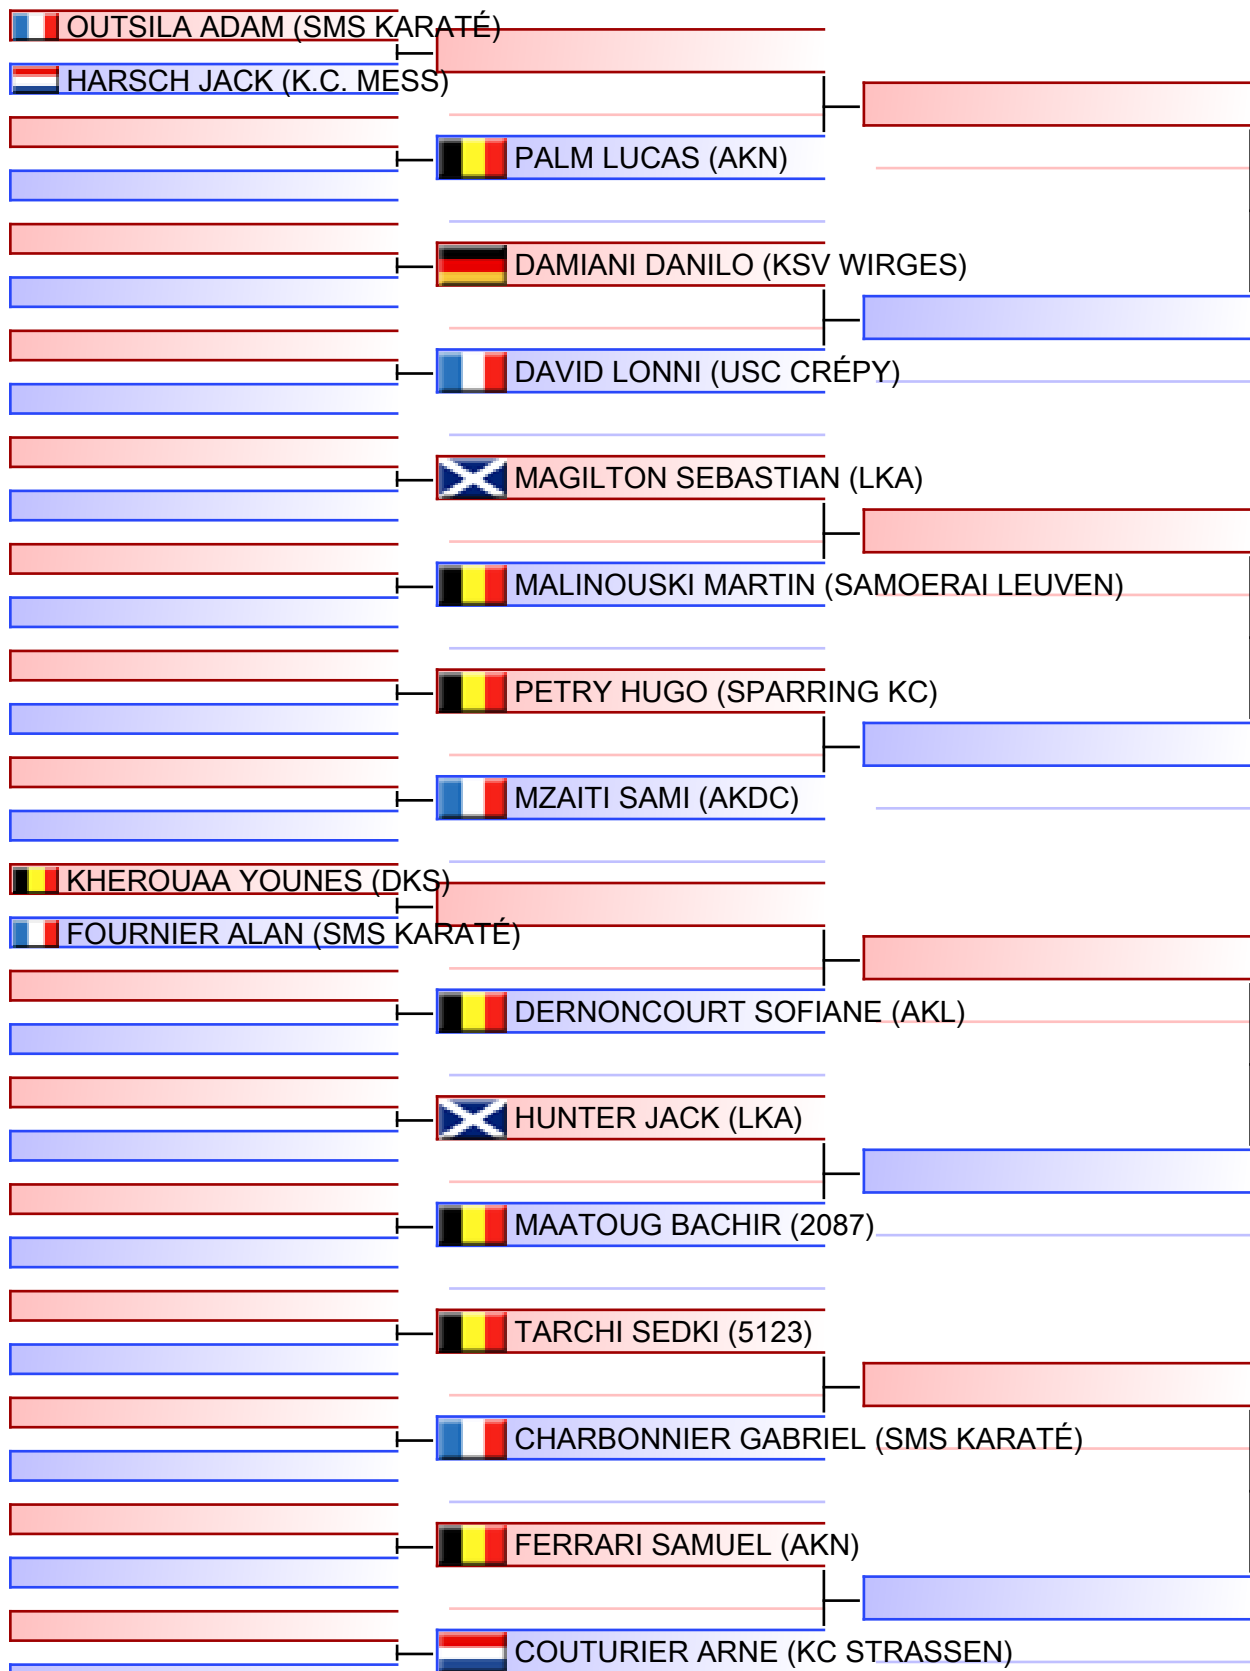 OUTSILA ADAM (SMS KARATÉ)
HARSCH JACK (K.C. MESS)
PALM LUCAS (AKN)
DAMIANI DANILO (KSV WIRGES)
DAVID LONNI (USC CRÉPY)
MAGILTON SEBASTIAN (LKA)
MALINOUSKI MARTIN (SAMOERAI LEUVEN)
PETRY HUGO (SPARRING KC)
MZAITI SAMI (AKDC)
KHEROUAA YOUNES (DKS)
FOURNIER ALAN (SMS KARATÉ)
DERNONCOURT SOFIANE (AKL)
HUNTER JACK (LKA)
MAATOUG BACHIR (2087)
TARCHI SEDKI (5123)
CHARBONNIER GABRIEL (SMS KARATÉ)
FERRARI SAMUEL (AKN)
COUTURIER ARNE (KC STRASSEN)